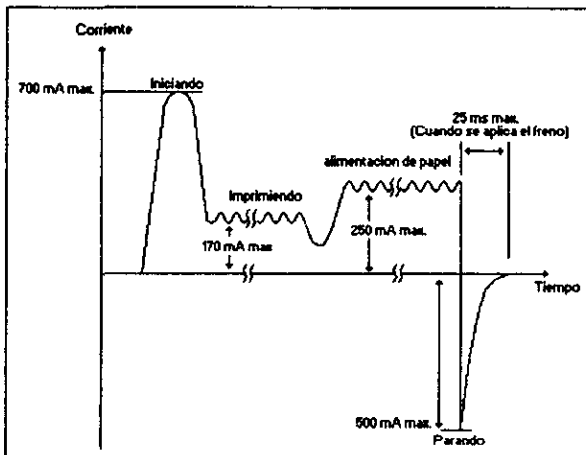 Corriente
Iniciando
700 mA max.
25 ms max.
(Cuando se aplica el freno)
alimentacion de papel
Imprimiendo
170 mA max
250 mA max.
Tiempo
500 mA max.
Parando